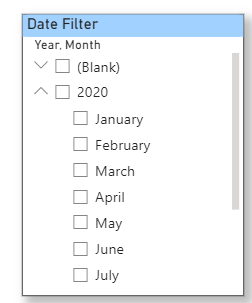 Date Filter
Year, Month
(Blank)
2020
January
February
March
April
May
June
July